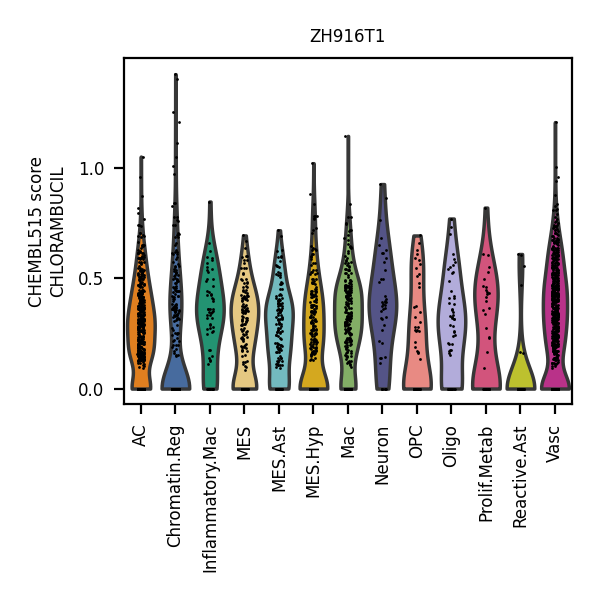 ZH916T1
CHEMBL515 score
CHLORAMBUCIL
1.0
0.5
0.0
AC
Chromatin.Reg
Inflammatory.Mac
MES
MES.Ast
MES.Hyp
Mac
Neuron
OPC
Oligo
Prolif.Metab
Reactive.Ast
Vasc